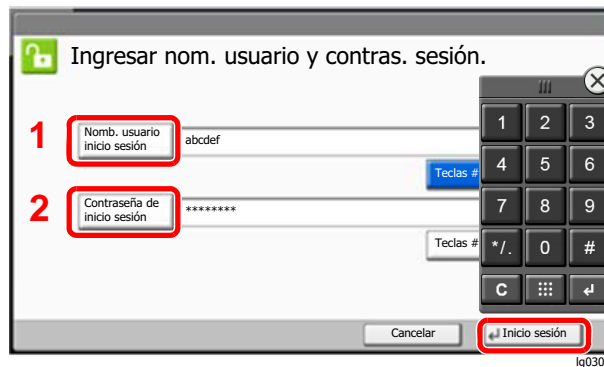 Ingresar nom. usuario y contras. sesión.
1
Nomb. usuario
inicio sesión
abcdef
Teclas #
2
Contraseña de
inicio sesión
********
Teclas #
1 2 3
4 5 6
7 8 9
*/. 0 #
C
Cancelar
Inicio sesión
lq030